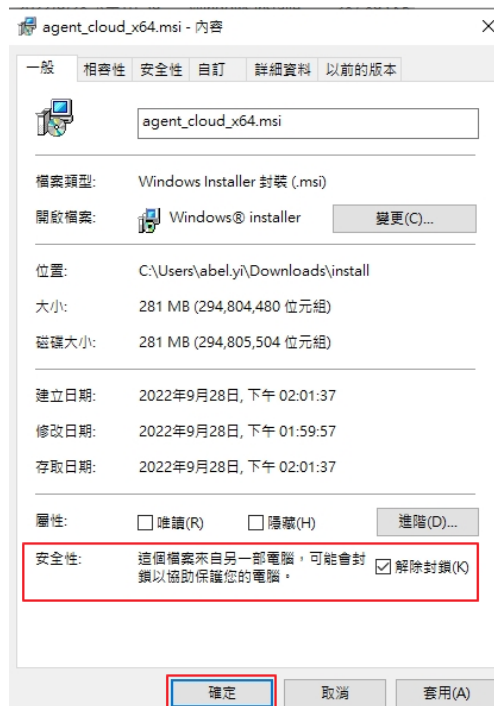 agent_cloud_x64.msi - 內容
一般 相容性 安全性 自訂 詳細資料 以前的版本
agent_cloud_x64.msi
檔案類型: Windows Installer 封裝 (.msi)
開啟檔案: Windows® installer 變更(C)...
位置: C:\Users\abel.yi\Downloads\install
大小: 281 MB (294,804,480 位元組)
磁碟大小: 281 MB (294,805,504 位元組)
建立日期: 2022年9月28日, 下午 02:01:37
修改日期: 2022年9月28日, 下午 01:59:57
存取日期: 2022年9月28日, 下午 02:01:37
屬性: 唯讀(R) 隱藏(H) 進階(D)...
安全性: 這個檔案來自另一部電腦，可能會封
鎖以協助保護您的電腦。 解除封鎖(K)
確定 取消 套用(A)